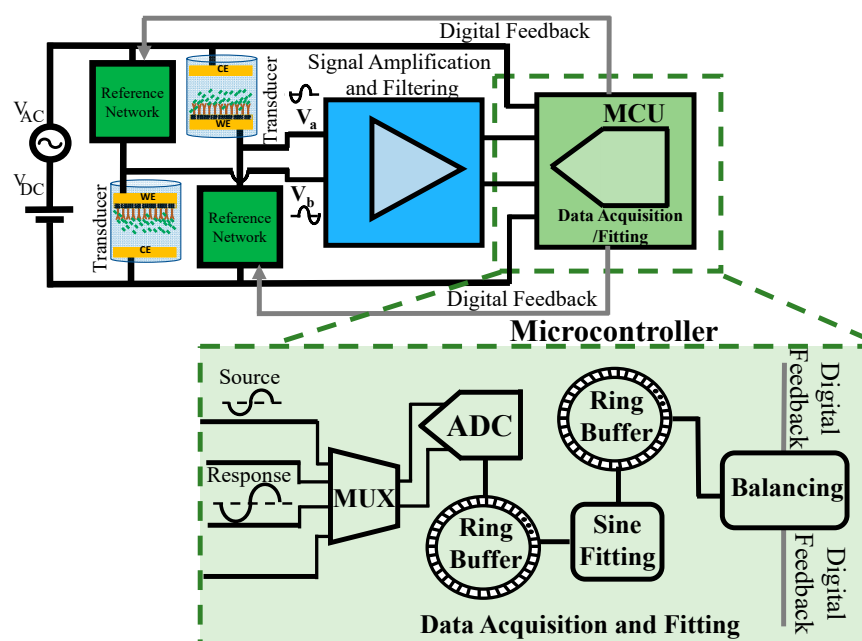 Digital Feedback
V_AC
V_DC
Reference
Network
CE
WE
Transducer
Signal Amplification
and Filtering
V_a
V_b
MCU
Data Acquisition
/Fitting
Transducer
WE
CE
Reference
Network
Digital Feedback
Microcontroller
Source
Response
MUX
ADC
Ring
Buffer
Sine
Fitting
Ring
Buffer
Balancing
Digital
Feedback
Digital
Feedback
Data Acquisition and Fitting